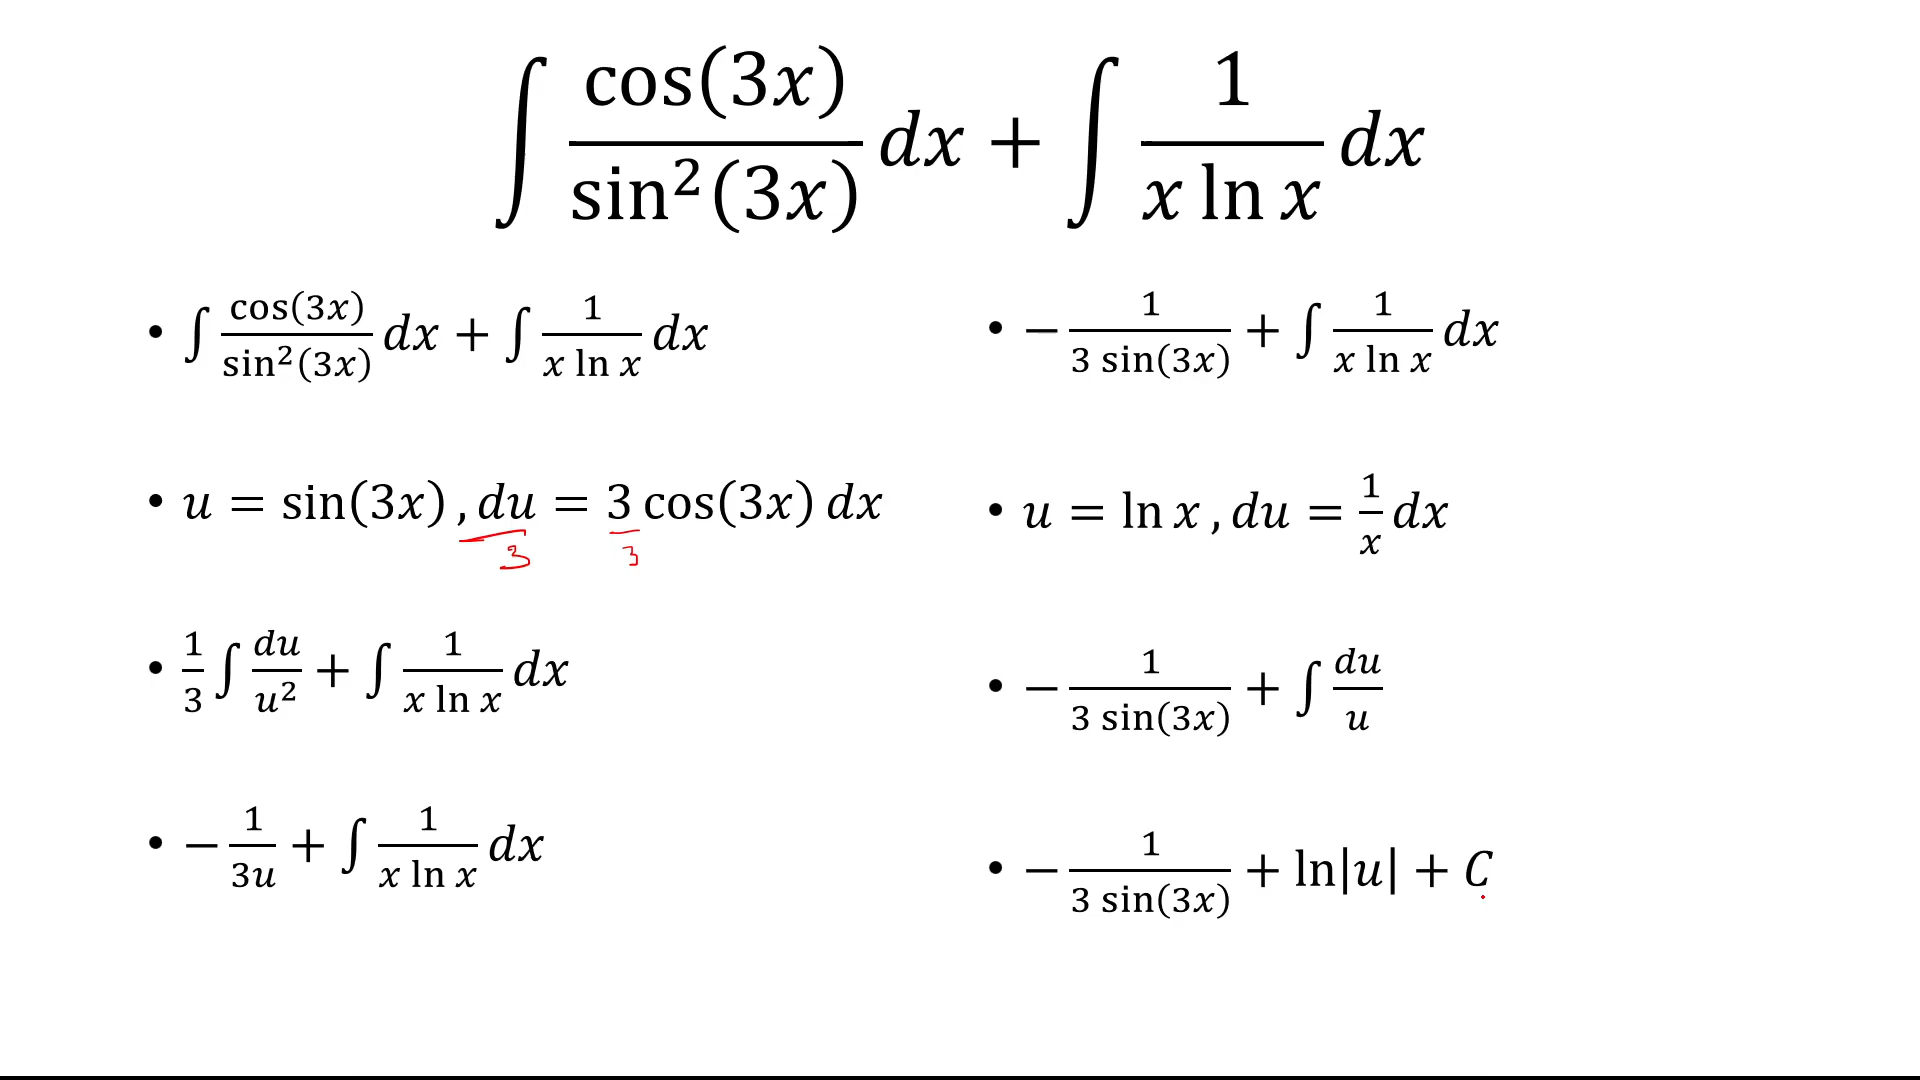 ∫ cos(3x)/sin²(3x) dx + ∫ 1/(x ln x) dx
• ∫ cos(3x)/sin²(3x) dx + ∫ 1/(x ln x) dx
• u = sin(3x) , du = 3 cos(3x) dx
3 3
• 1/3 ∫ du/u² + ∫ 1/(x ln x) dx
• − 1/(3u) + ∫ 1/(x ln x) dx
• − 1/(3 sin(3x)) + ∫ 1/(x ln x) dx
• u = ln x , du = 1/x dx
• − 1/(3 sin(3x)) + ∫ du/u
• − 1/(3 sin(3x)) + ln|u| + C